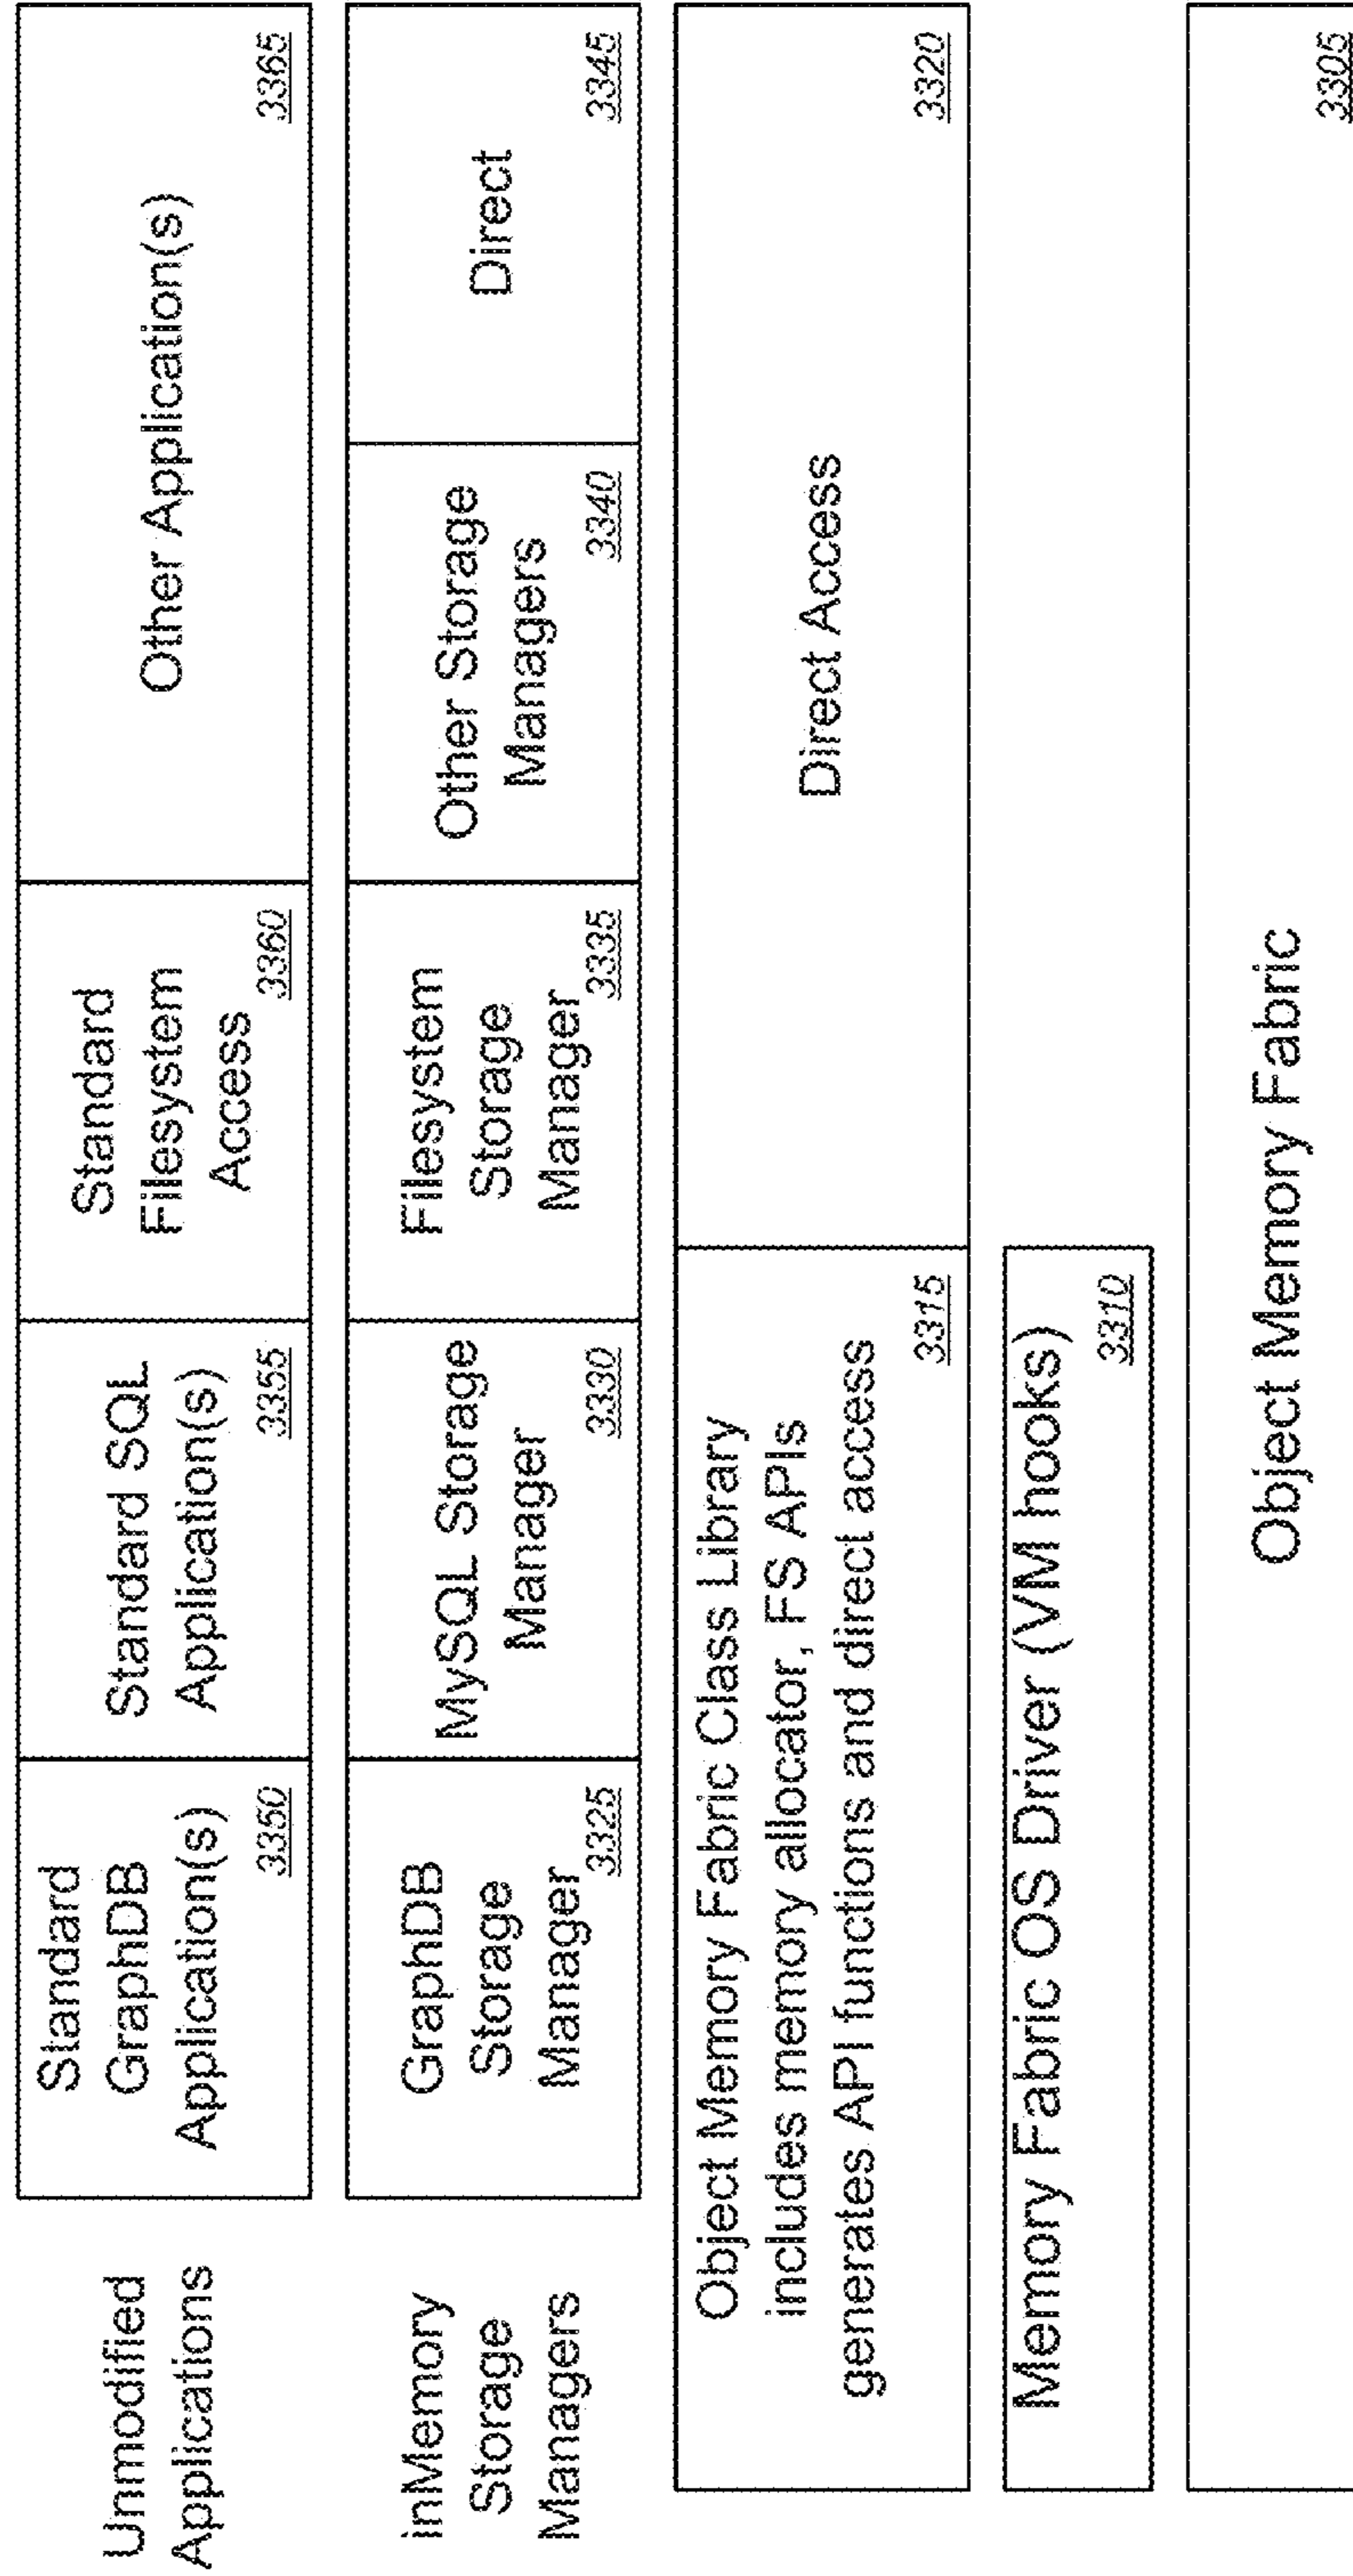 Unmodified
Applications
Standard
GraphDB
Application(s)
3350
Standard SQL
Application(s)
3355
Standard
Filesystem
Access
3360
Other Application(s)
3365
inMemory
Storage
Managers
GraphDB
Storage
Manager
3325
MySQL Storage
Manager
3330
Filesystem
Storage
Manager
3335
Other Storage
Managers
3340
Direct
3345
Object Memory Fabric Class Library
includes memory allocator, FS APIs
generates API functions and direct access
3315
Direct Access
3320
Memory Fabric OS Driver (VM hooks)
3310
Object Memory Fabric
3305